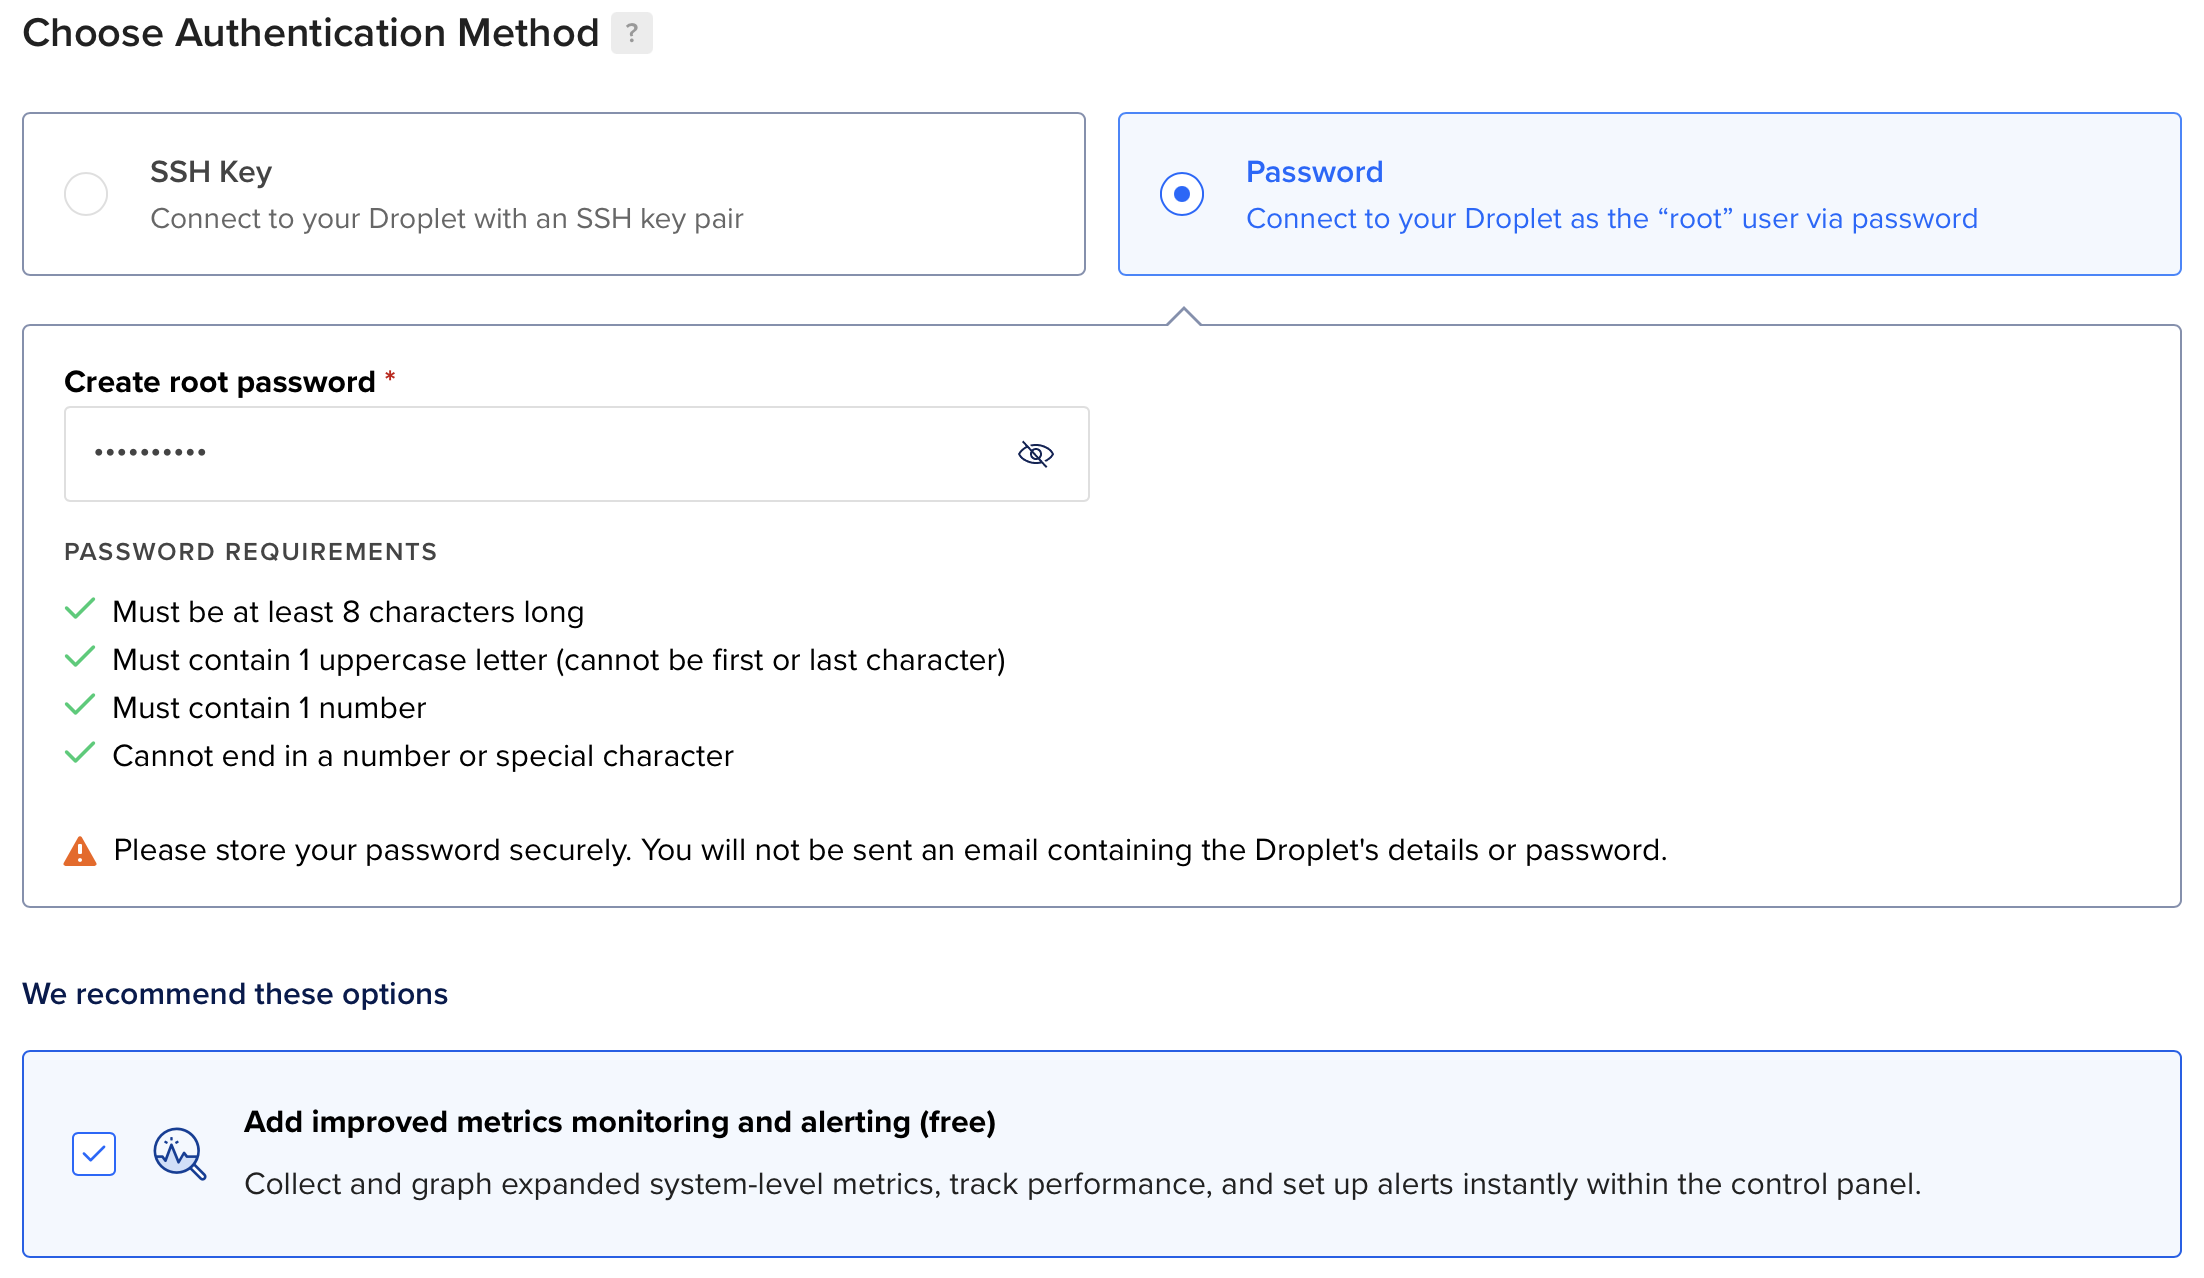 Choose Authentication Method ?
SSH Key
Connect to your Droplet with an SSH key pair
Password
Connect to your Droplet as the “root” user via password
Create root password *
••••••••••
PASSWORD REQUIREMENTS
Must be at least 8 characters long
Must contain 1 uppercase letter (cannot be first or last character)
Must contain 1 number
Cannot end in a number or special character
Please store your password securely. You will not be sent an email containing the Droplet's details or password.
We recommend these options
Add improved metrics monitoring and alerting (free)
Collect and graph expanded system-level metrics, track performance, and set up alerts instantly within the control panel.